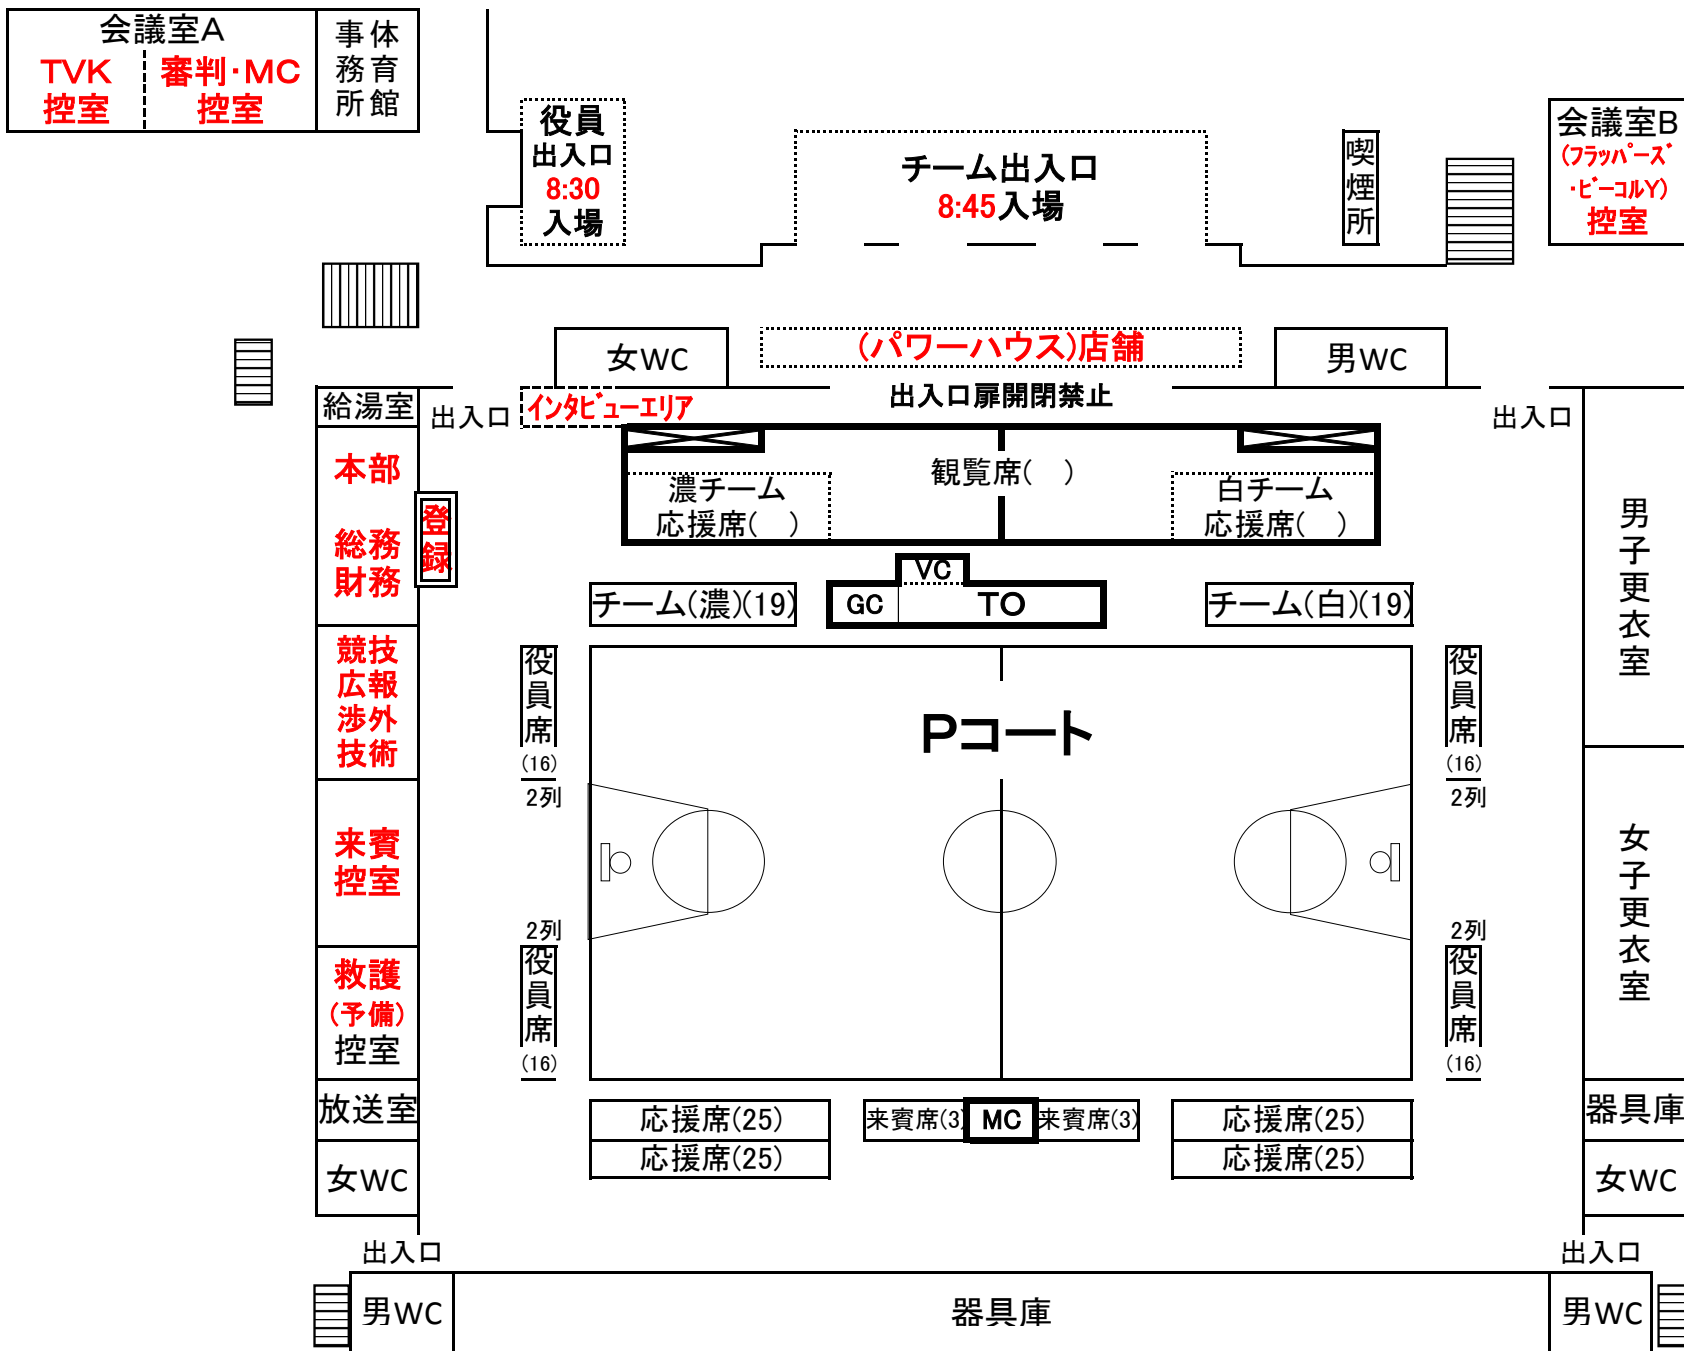 会議室A
TVK
控室
審判・MC
控室
体育館
事務所
役員
出入口
8:30
入場
チーム出入口
8:45入場
喫煙所
会議室B
(フラッパーズ
・ビーコルY)
控室
女WC
(パワーハウス)店舗
男WC
給湯室
出入口
インタビューエリア
出入口扉開閉禁止
出入口
本部
総務
財務
登録
観覧席(　)
濃チーム
応援席(　)
白チーム
応援席(　)
男子更衣室
VC
チーム(濃)(19)
GC
TO
チーム(白)(19)
競技
広報
渉外
技術
役員席
(16)
2列
Pコート
役員席
(16)
2列
来賓
控室
女子更衣室
2列
役員席
(16)
2列
役員席
(16)
救護
(予備)
控室
放送室
応援席(25)
来賓席(3)
MC
来賓席(3)
応援席(25)
器具庫
応援席(25)
応援席(25)
女WC
女WC
出入口
出入口
男WC
器具庫
男WC